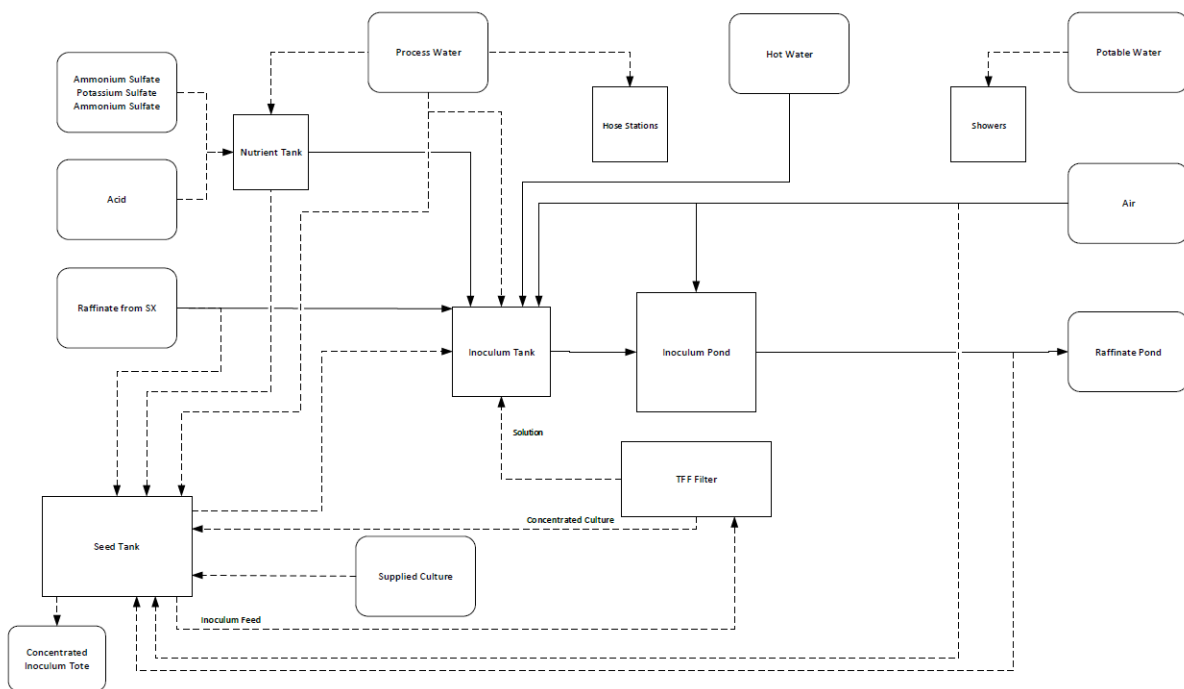 Process Water
Hot Water
Potable Water
Ammonium Sulfate
Potassium Sulfate
Ammonium Sulfate
Hose Stations
Showers
Nutrient Tank
Acid
Air
Raffinate from SX
Inoculum Tank
Inoculum Pond
Raffinate Pond
Solution
TFF Filter
Concentrated Culture
Seed Tank
Supplied Culture
Inoculum Feed
Concentrated
Inoculum Tote